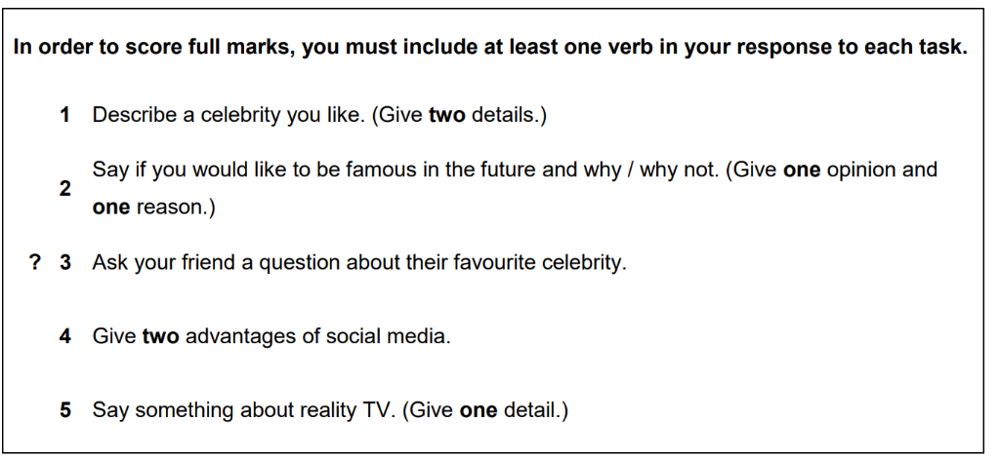 In order to score full marks, you must include at least one verb in your response to each task.
1 Describe a celebrity you like. (Give two details.)
2 Say if you would like to be famous in the future and why / why not. (Give one opinion and
one reason.)
? 3 Ask your friend a question about their favourite celebrity.
4 Give two advantages of social media.
5 Say something about reality TV. (Give one detail.)